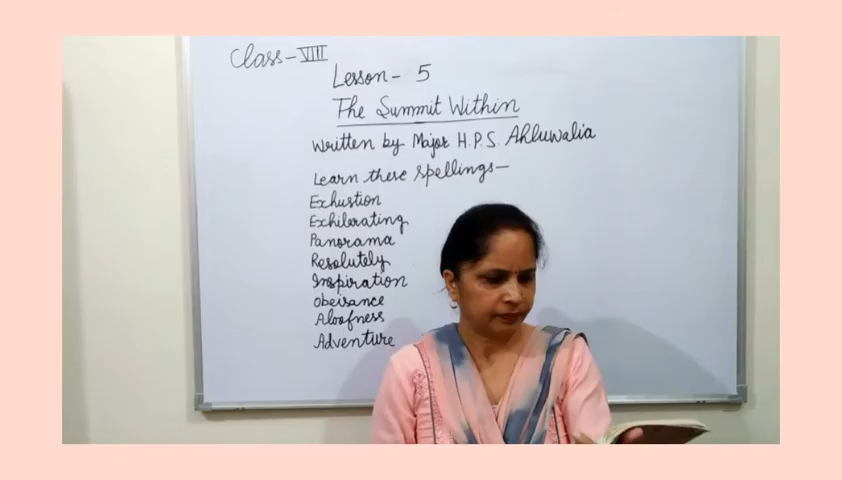 Class-VIII
Lesson- 5
The Summit Within
Written by Major H.P.S. Ahluwalia
Learn these spellings-
Exhustion
Exhilerating
Panorama
Resolutely
Inspiration
Obeisance
Aloofness
Adventure